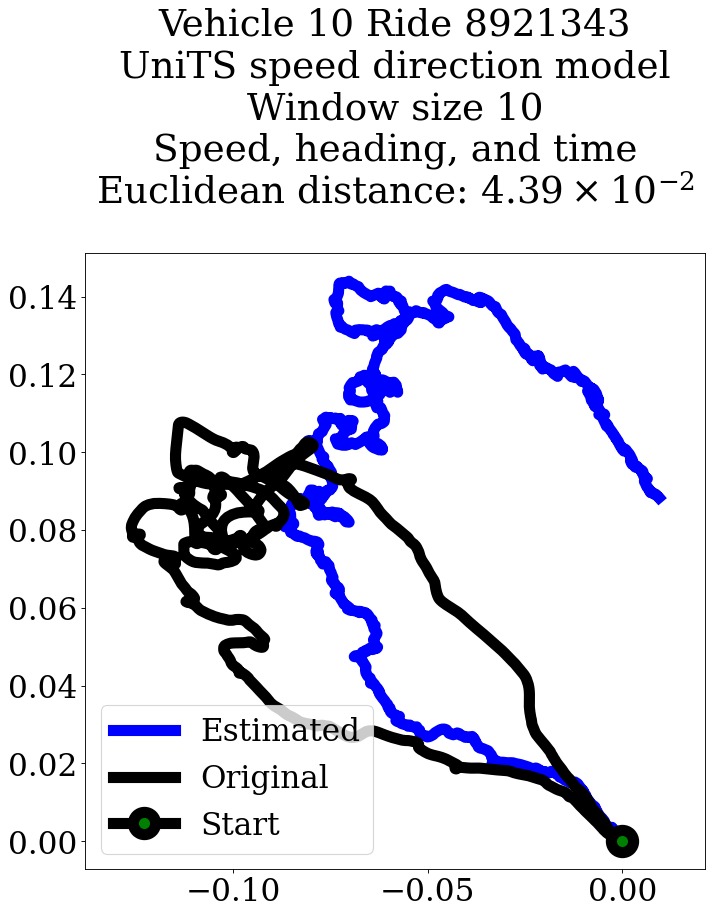 Vehicle 10 Ride 8921343
UniTS speed direction model
Window size 10
Speed, heading, and time
Euclidean distance: 4.39 × 10⁻²
0.14
0.12
0.10
0.08
0.06
0.04
0.02
0.00
Estimated
Original
Start
−0.10 −0.05 0.00